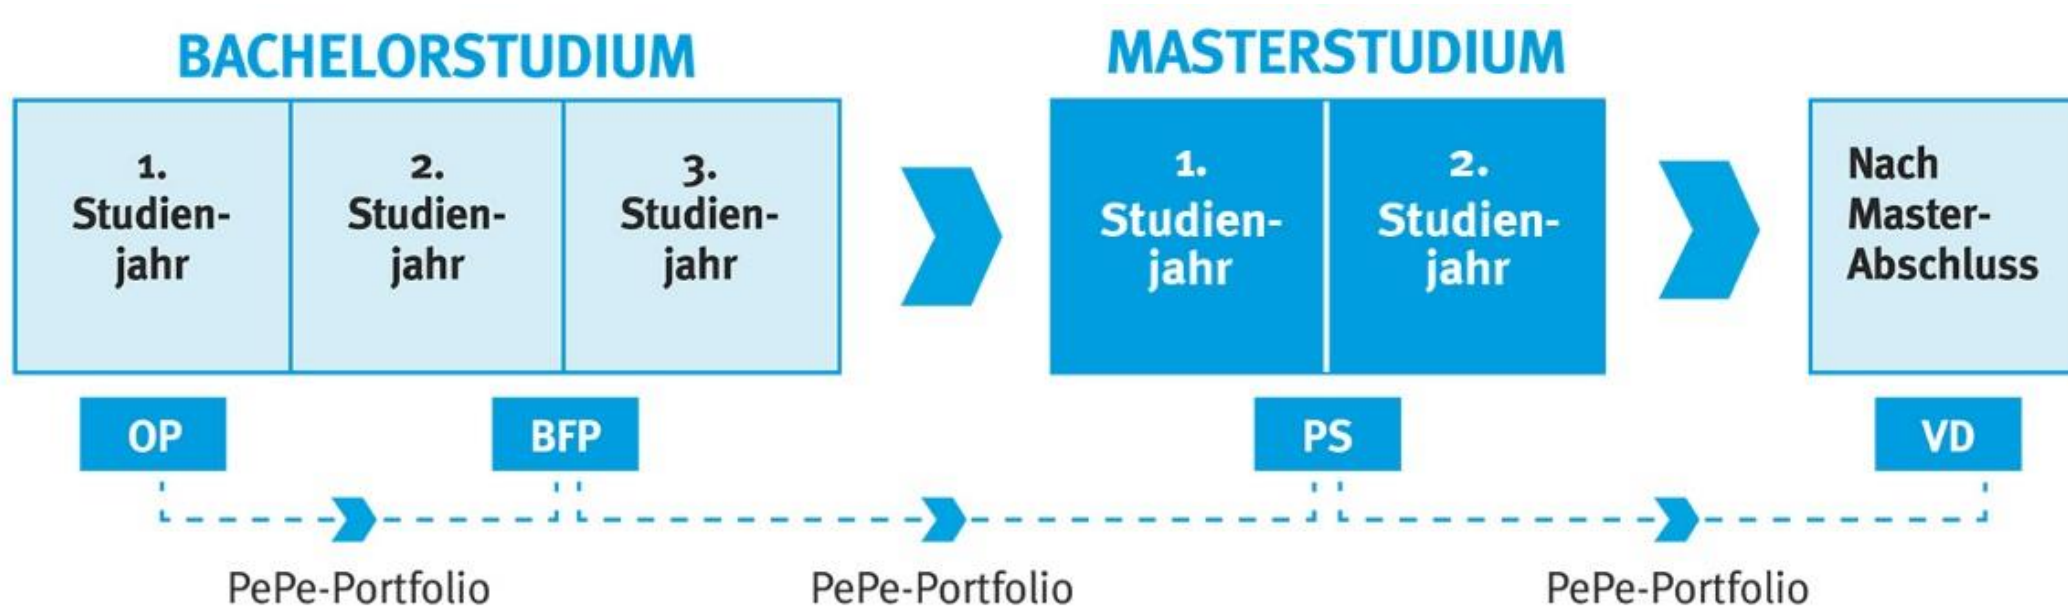 BACHELORSTUDIUM
MASTERSTUDIUM
1.
Studien-
jahr
2.
Studien-
jahr
3.
Studien-
jahr
1.
Studien-
jahr
2.
Studien-
jahr
Nach
Master-
Abschluss
OP
BFP
PS
VD
PePe-Portfolio
PePe-Portfolio
PePe-Portfolio